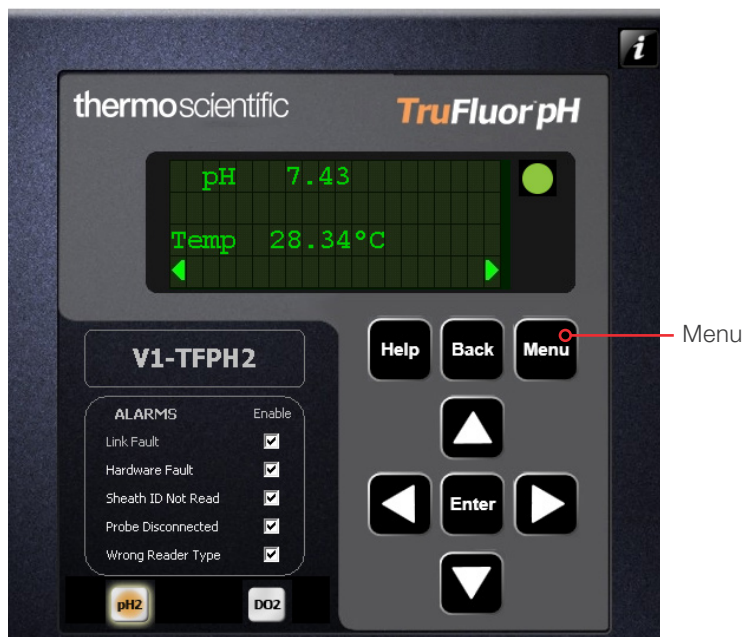 i
thermoscientific
TruFluor pH
pH 7.43
Temp 28.34°C
Help Back Menu
Menu
V1-TFPH2
ALARMS Enable
Link Fault
Hardware Fault
Sheath ID Not Read
Probe Disconnected
Wrong Reader Type
Enter
pH2 DO2